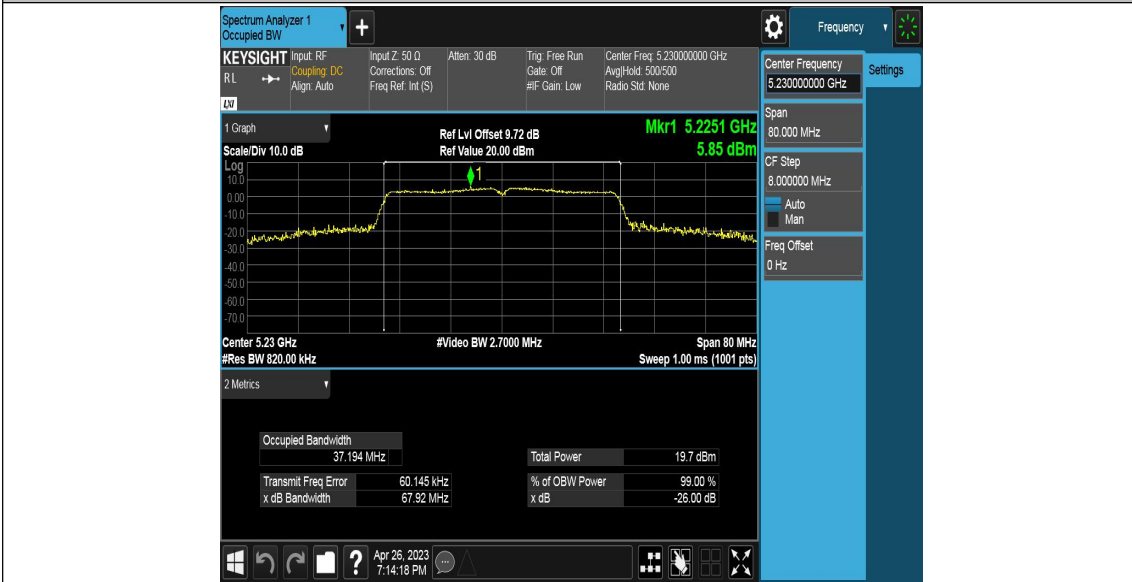 Spectrum Analyzer 1
Occupied BW
+
Frequency
KEYSIGHT
R L
LXI
Input: RF
Coupling: DC
Align: Auto
Input Z: 50 Ω
Corrections: Off
Freq Ref: Int (S)
Atten: 30 dB
Trig: Free Run
Gate: Off
#IF Gain: Low
Center Freq: 5.230000000 GHz
Avg|Hold: 500/500
Radio Std: None
Center Frequency
5.230000000 GHz
Settings
Span
80.000 MHz
CF Step
8.000000 MHz
Auto
Man
Freq Offset
0 Hz
1 Graph
Scale/Div 10.0 dB
Ref Lvl Offset 9.72 dB
Ref Value 20.00 dBm
Mkr1 5.2251 GHz
5.85 dBm
Log
10.0
0.00
-10.0
-20.0
-30.0
-40.0
-50.0
-60.0
-70.0
1
Center 5.23 GHz
#Video BW 2.7000 MHz
Span 80 MHz
#Res BW 820.00 kHz
Sweep 1.00 ms (1001 pts)
2 Metrics
Occupied Bandwidth
37.194 MHz
Total Power 19.7 dBm
Transmit Freq Error 60.145 kHz
% of OBW Power 99.00 %
x dB Bandwidth 67.92 MHz
x dB -26.00 dB
?
Apr 26, 2023
7:14:18 PM